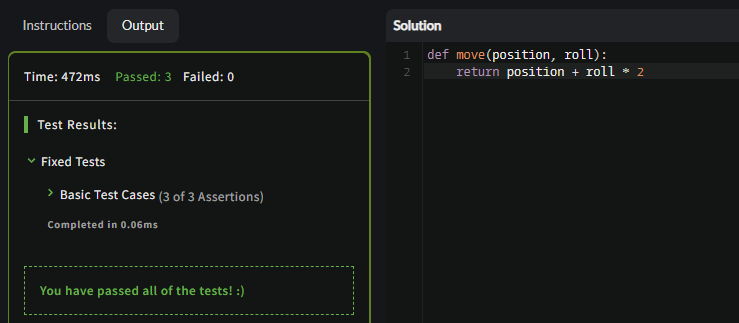 Instructions
Output
Time: 472ms Passed: 3 Failed: 0
Test Results:
Fixed Tests
Basic Test Cases (3 of 3 Assertions)
Completed in 0.06ms
You have passed all of the tests! :)
Solution
1 def move(position, roll):
2     return position + roll * 2